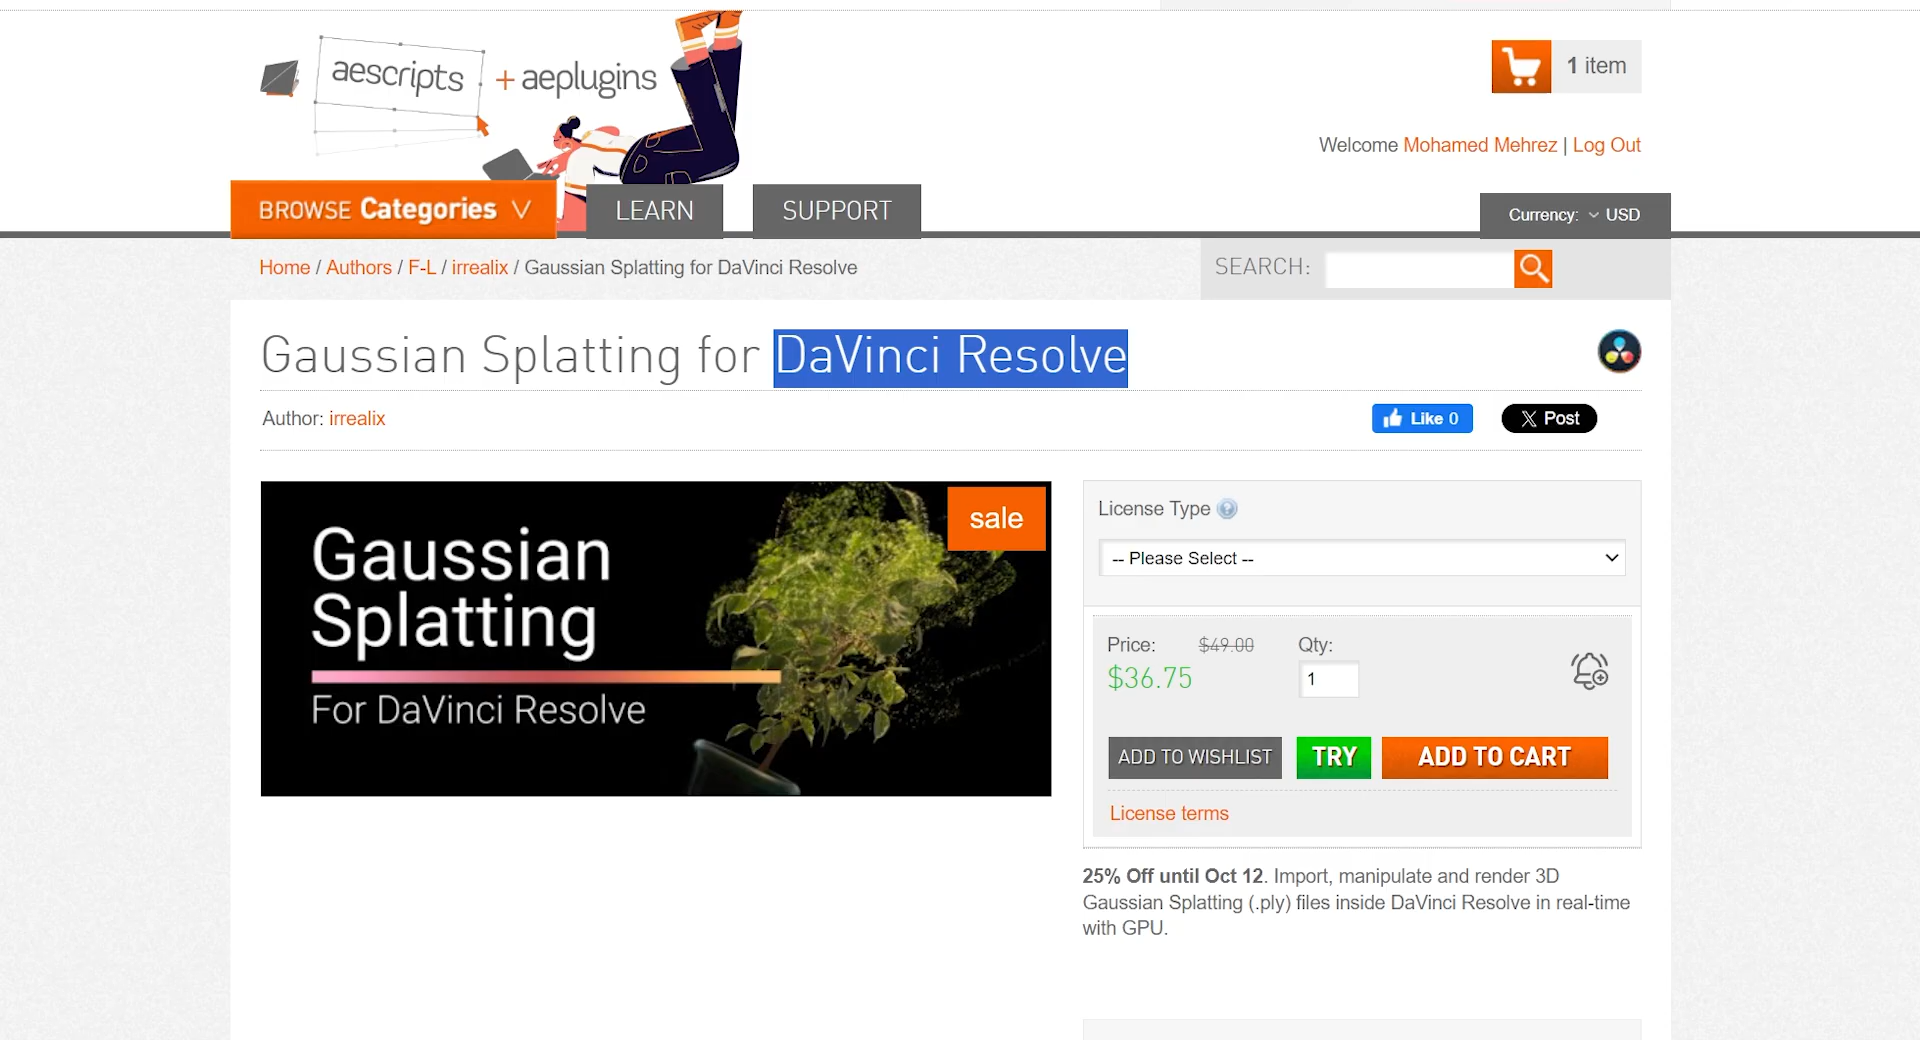 aescripts + aeplugins
1 item
Welcome Mohamed Mehrez | Log Out
BROWSE Categories
LEARN
SUPPORT
Currency: USD
Home / Authors / F-L / irrealix / Gaussian Splatting for DaVinci Resolve
SEARCH:
Gaussian Splatting for DaVinci Resolve
Author: irrealix
Like 0
X Post
Gaussian
Splatting
For DaVinci Resolve
sale
License Type ?
-- Please Select --
Price: $49.00 Qty:
$36.75 1
ADD TO WISHLIST TRY ADD TO CART
License terms
25% Off until Oct 12. Import, manipulate and render 3D
Gaussian Splatting (.ply) files inside DaVinci Resolve in real-time
with GPU.